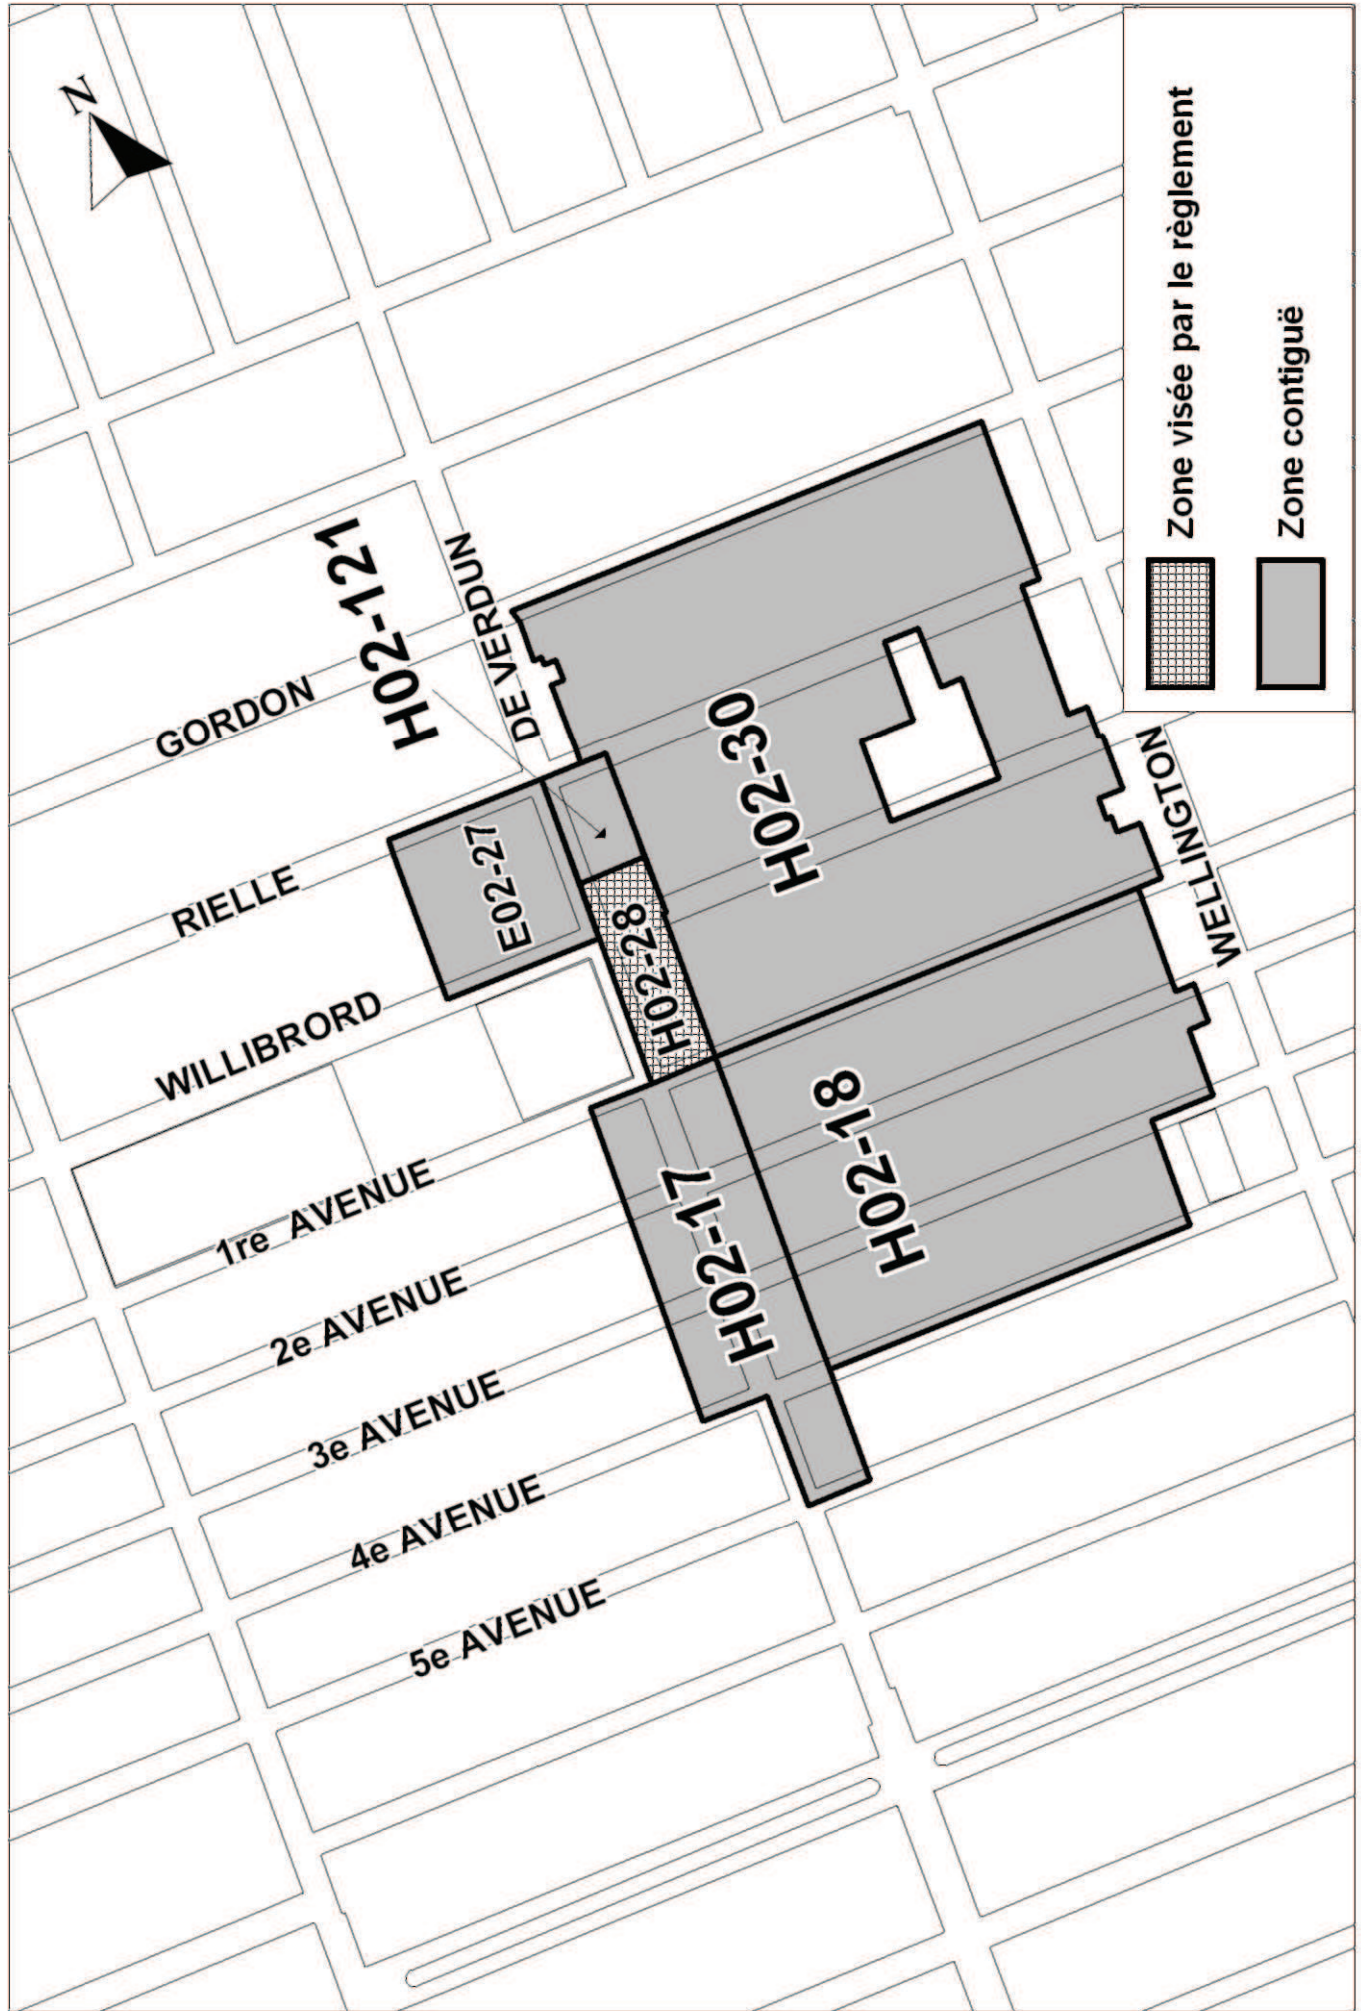 N
H02-121
GORDON
DE VERDUN
RIELLE
E02-27
H02-30
WILLIBRORD
H02-28
WELLINGTON
1re AVENUE
H02-17
H02-18
2e AVENUE
3e AVENUE
4e AVENUE
5e AVENUE
Zone visée par le règlement
Zone contiguë